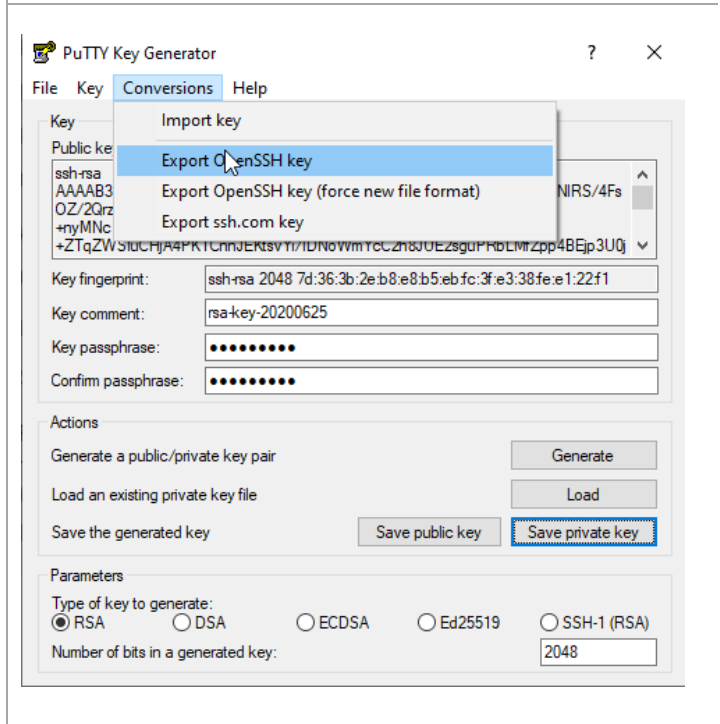 PuTTY Key Generator
File Key Conversions Help
Key
Import key
Public ke
Export OpenSSH key
ssh-rsa
AAAAB3
Export OpenSSH key (force new file format)
NIRS/4Fs
OZ/2Qrz
Export ssh.com key
+nyMNc
Key fingerprint: ssh-rsa 2048 7d:36:3b:2e:b8:e8:b5:eb:fc:3f:e3:38:fe:e1:22:f1
Key comment: rsa-key-20200625
Key passphrase: ●●●●●●●●●
Confirm passphrase: ●●●●●●●●●
Actions
Generate a public/private key pair Generate
Load an existing private key file Load
Save the generated key Save public key Save private key
Parameters
Type of key to generate:
RSA DSA ECDSA Ed25519 SSH-1 (RSA)
Number of bits in a generated key: 2048